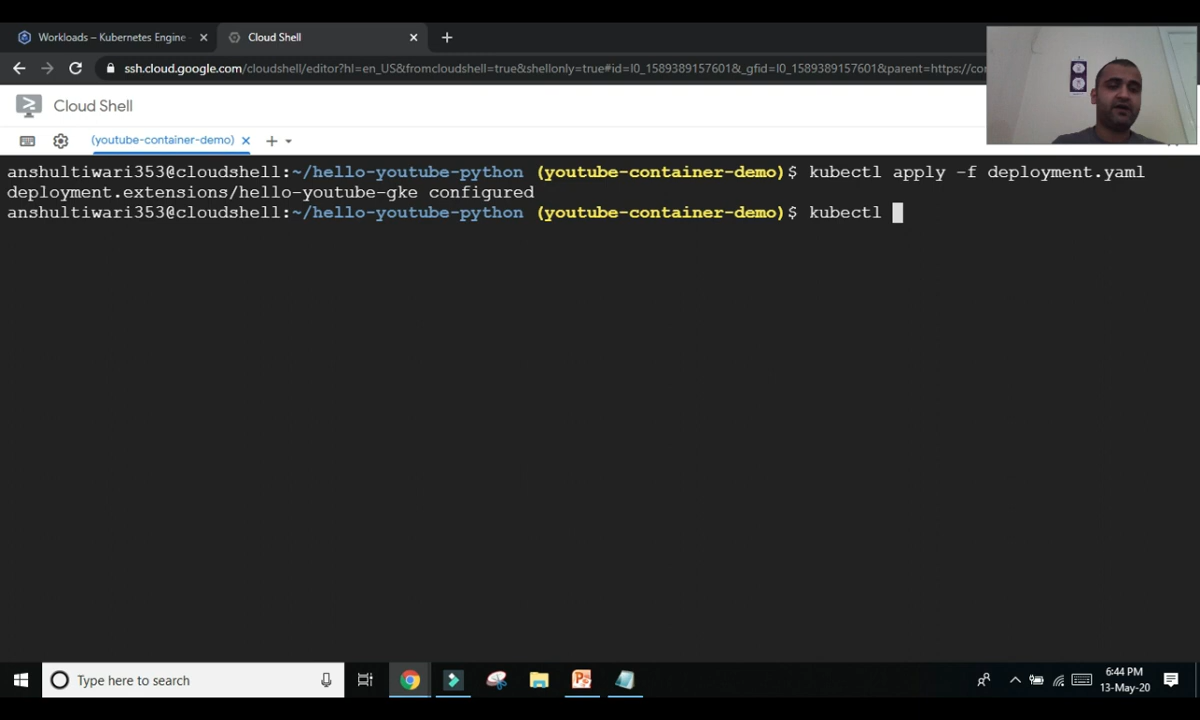 Workloads – Kubernetes Engine
Cloud Shell
ssh.cloud.google.com/cloudshell/editor?hl=en_US&fromcloudshell=true&shellonly=true#id=I0_1589389157601&_gfid=I0_1589389157601&parent=https://co
Cloud Shell
(youtube-container-demo)
anshultiwari353@cloudshell:~/hello-youtube-python (youtube-container-demo)$ kubectl apply -f deployment.yaml
deployment.extensions/hello-youtube-gke configured
anshultiwari353@cloudshell:~/hello-youtube-python (youtube-container-demo)$ kubectl
Type here to search
6:44 PM
13-May-20